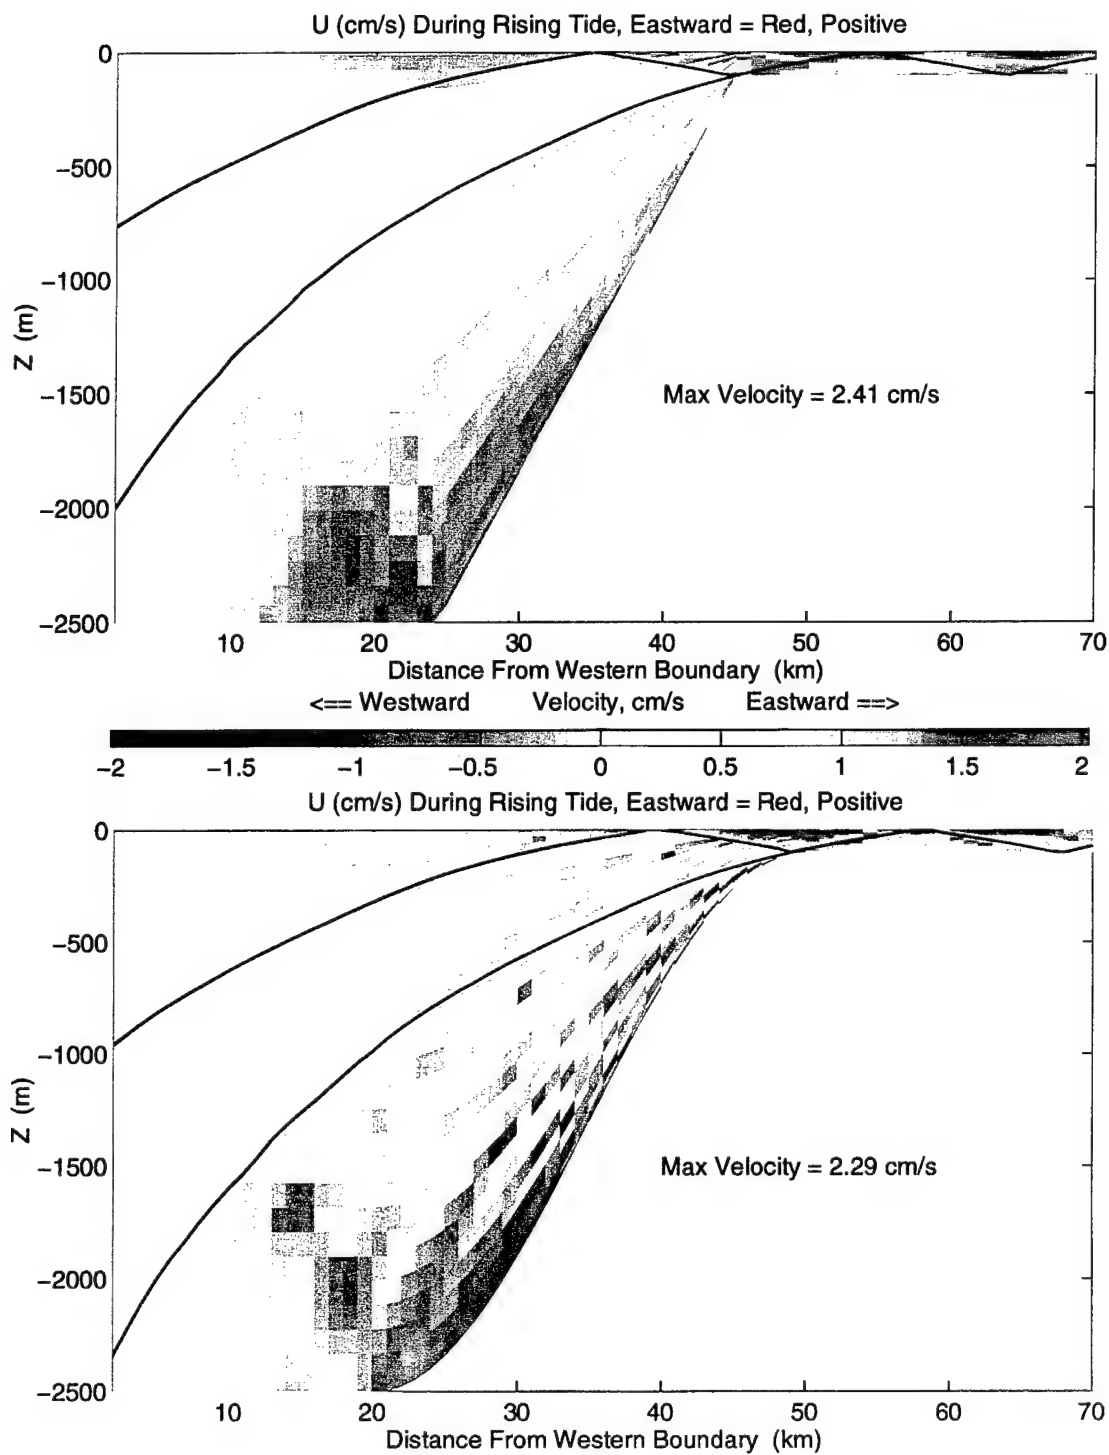 U (cm/s) During Rising Tide, Eastward = Red, Positive
0
−500
−1000
−1500
−2000
−2500
Z (m)
Max Velocity = 2.41 cm/s
10 20 30 40 50 60 70
Distance From Western Boundary (km)
<== Westward Velocity, cm/s Eastward ==>
−2 −1.5 −1 −0.5 0 0.5 1 1.5 2
U (cm/s) During Rising Tide, Eastward = Red, Positive
0
−500
−1000
−1500
−2000
−2500
Z (m)
Max Velocity = 2.29 cm/s
10 20 30 40 50 60 70
Distance From Western Boundary (km)